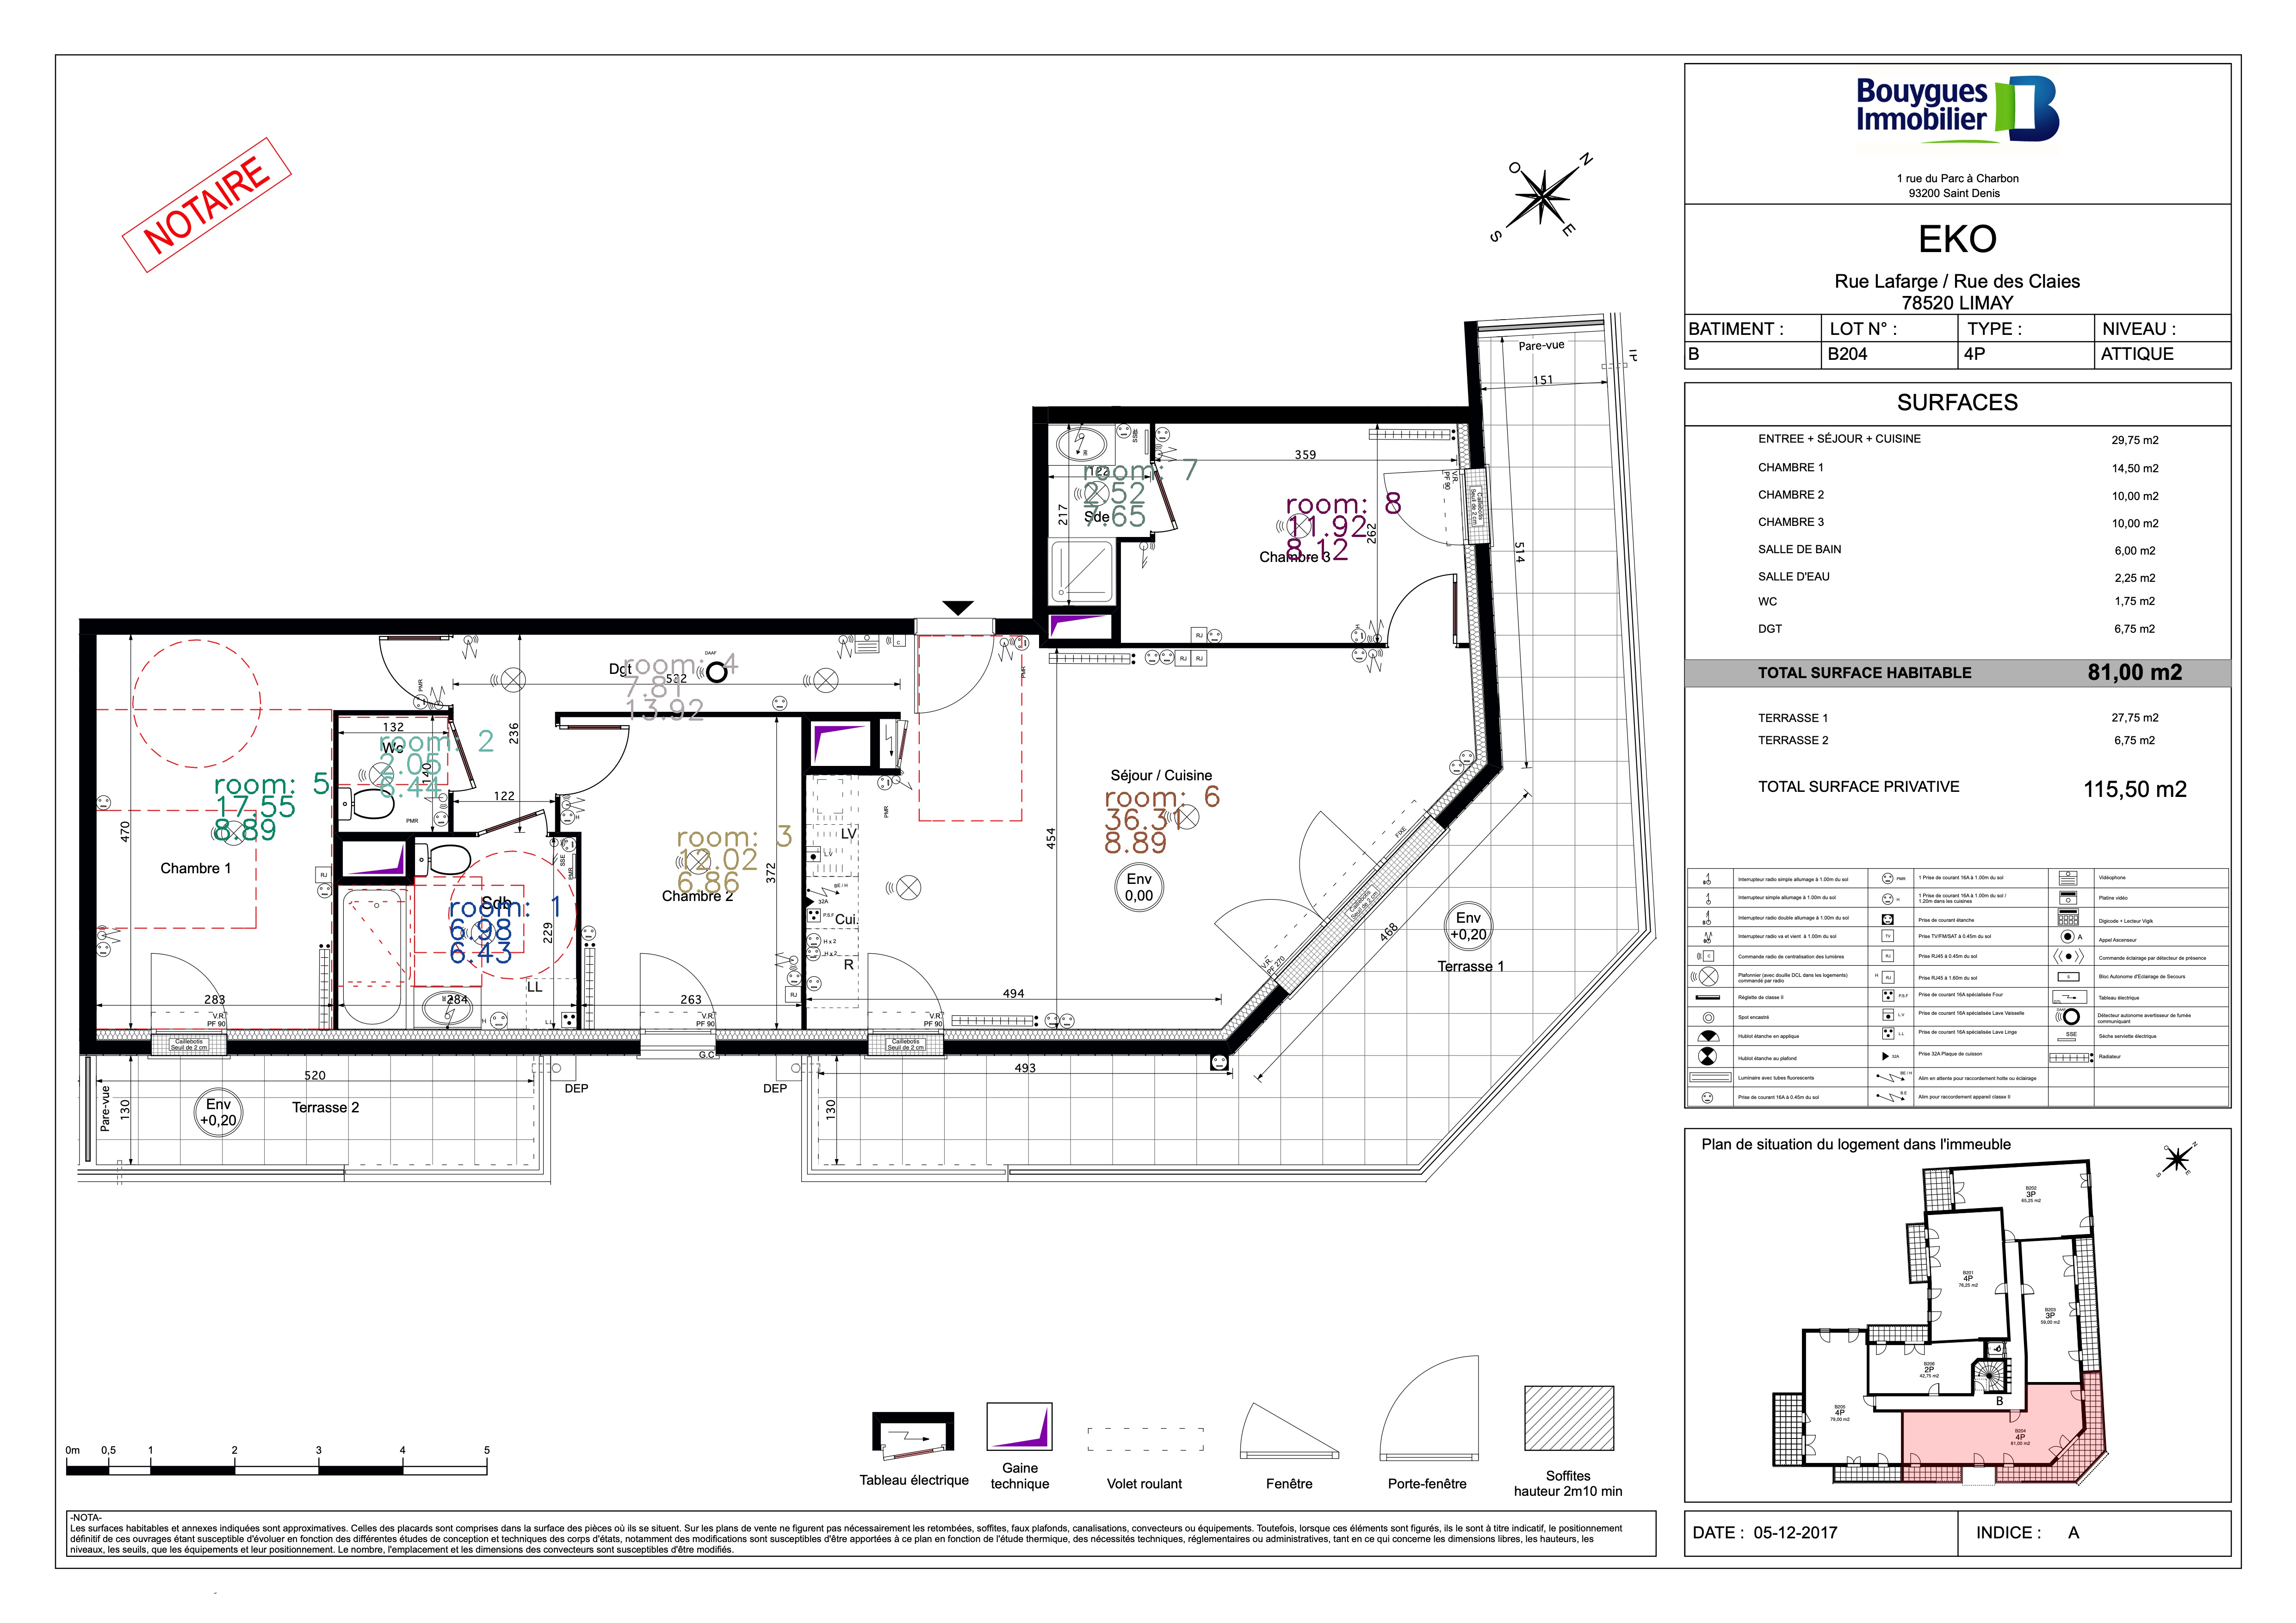 NOTAIRE
O
N
S
E
Bouygues
Immobilier
1 rue du Parc à Charbon
93200 Saint Denis
EKO
Rue Lafarge / Rue des Claies
78520 LIMAY
BATIMENT : LOT N° : TYPE : NIVEAU :
B B204 4P ATTIQUE
SURFACES
ENTREE + SÉJOUR + CUISINE 29,75 m2
CHAMBRE 1 14,50 m2
CHAMBRE 2 10,00 m2
CHAMBRE 3 10,00 m2
SALLE DE BAIN 6,00 m2
SALLE D'EAU 2,25 m2
WC 1,75 m2
DGT 6,75 m2
TOTAL SURFACE HABITABLE 81,00 m2
TERRASSE 1 27,75 m2
TERRASSE 2 6,75 m2
TOTAL SURFACE PRIVATIVE 115,50 m2
Pare-vue
151
514
359
262
122
217
Sde
SSE
room: 7
2.52
7.65
room: 8
11.92
8.12
Chambre 3
V.R.
PF 90
Caillebotis
Seuil de 2 cm
Dgt
DAAF
532
room: 4
7.81
13.92
132
Wc
140
room: 2
2.05
6.44
PMR
236
122
470
room: 5
17.55
8.89
Chambre 1
RJ
283
V.R.
PF 90
Caillebotis
Seuil de 2 cm
Sdb
room: 1
6.98
6.43
229
284
LL
room: 3
12.02
6.86
Chambre 2
372
263
V.R.
PF 90
G.C
LV
BE / H
32A
P.S.F
Cui.
H x 2
H x 2
R
Séjour / Cuisine
room: 6
36.31
8.89
454
Env
0,00
494
V.R.
PF 90
Caillebotis
Seuil de 2 cm
FIXE
V.R.
PF 270
Caillebotis
Seuil de 2 cm
468
Env
+0,20
Terrasse 1
493
130
DEP
DEP
520
Terrasse 2
Env
+0,20
130
Pare-vue
Interrupteur radio simple allumage à 1.00m du sol
1 Prise de courant 16A à 1.00m du sol
Vidéophone
Interrupteur simple allumage à 1.00m du sol
1 Prise de courant 16A à 1.00m du sol /
1.20m dans les cuisines
Platine vidéo
Interrupteur radio double allumage à 1.00m du sol
Prise de courant étanche
Digicode + Lecteur Vigik
Interrupteur radio va et vient à 1.00m du sol
Prise TV/FM/SAT à 0.45m du sol
Appel Ascenseur
Commande radio de centralisation des lumières
Prise RJ45 à 0.45m du sol
Commande éclairage par détecteur de présence
Plafonnier (avec douille DCL dans les logements)
commandé par radio
Prise RJ45 à 1.60m du sol
Bloc Autonome d'Eclairage de Secours
Réglette de classe II
Prise de courant 16A spécialisée Four
Tableau électrique
Spot encastré
Prise de courant 16A spécialisée Lave Vaisselle
Détecteur autonome avertisseur de fumée
communiquant
Hublot étanche en applique
Prise de courant 16A spécialisée Lave Linge
SSE
Sèche serviette électrique
Hublot étanche au plafond
32A
Prise 32A Plaque de cuisson
Radiateur
Luminaire avec tubes fluorescents
Alim en attente pour raccordement hotte ou éclairage
Prise de courant 16A à 0.45m du sol
Alim pour raccordement appareil classe II
Plan de situation du logement dans l'immeuble
B202
3P
65,25 m2
B201
4P
76,25 m2
B203
3P
59,00 m2
B206
2P
42,75 m2
B
B205
4P
79,00 m2
B204
4P
81,00 m2
0m 0,5 1 2 3 4 5
Tableau électrique
Gaine
technique
Volet roulant
Fenêtre
Porte-fenêtre
Soffites
hauteur 2m10 min
-NOTA-
Les surfaces habitables et annexes indiquées sont approximatives. Celles des placards sont comprises dans la surface des pièces où ils se situent. Sur les plans de vente ne figurent pas nécessairement les retombées, soffites, faux plafonds, canalisations, convecteurs ou équipements. Toutefois, lorsque ces éléments sont figurés, ils le sont à titre indicatif, le positionnement
définitif de ces ouvrages étant susceptible d'évoluer en fonction des différentes études de conception et techniques des corps d'états, notamment des modifications sont susceptibles d'être apportées à ce plan en fonction de l'étude thermique, des nécessités techniques, réglementaires ou administratives, tant en ce qui concerne les dimensions libres, les hauteurs, les
niveaux, les seuils, que les équipements et leur positionnement. Le nombre, l'emplacement et les dimensions des convecteurs sont susceptibles d'être modifiés.
DATE : 05-12-2017 INDICE : A